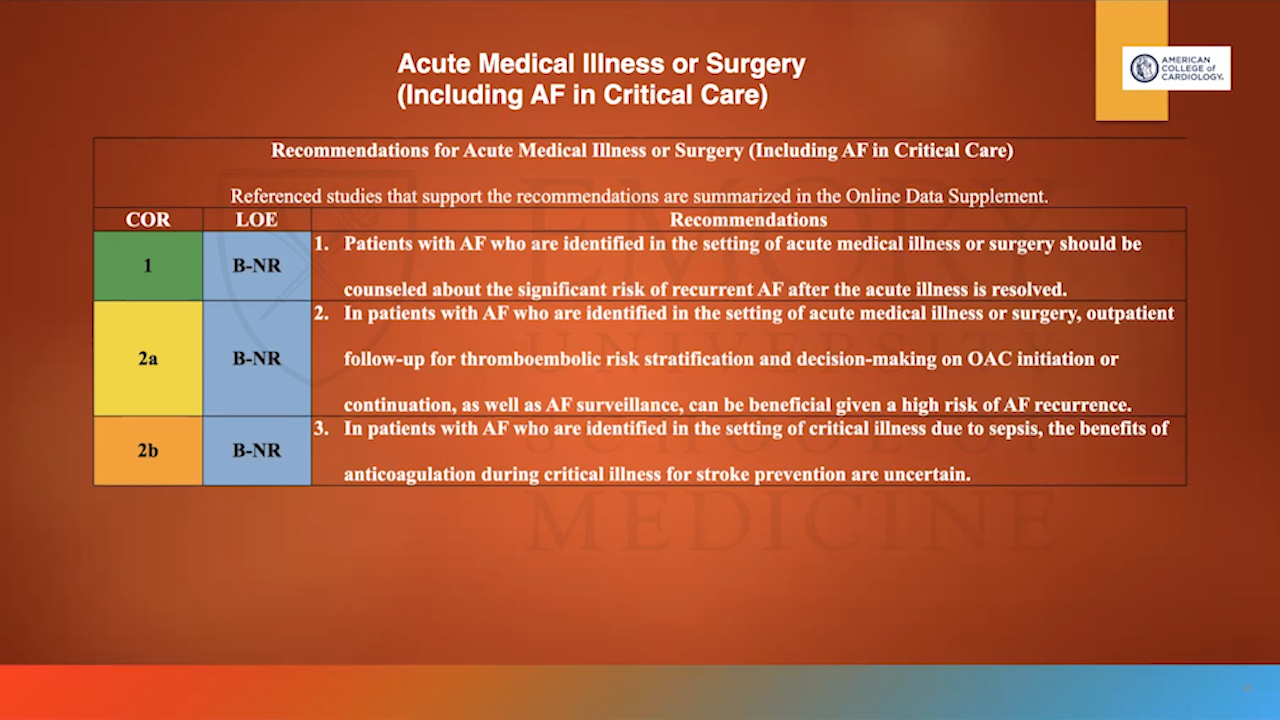 Acute Medical Illness or Surgery
(Including AF in Critical Care)
AMERICAN
COLLEGE of
CARDIOLOGY.
Recommendations for Acute Medical Illness or Surgery (Including AF in Critical Care)
Referenced studies that support the recommendations are summarized in the Online Data Supplement.
COR LOE Recommendations
1 B-NR 1. Patients with AF who are identified in the setting of acute medical illness or surgery should be
counseled about the significant risk of recurrent AF after the acute illness is resolved.
2a B-NR 2. In patients with AF who are identified in the setting of acute medical illness or surgery, outpatient
follow-up for thromboembolic risk stratification and decision-making on OAC initiation or
continuation, as well as AF surveillance, can be beneficial given a high risk of AF recurrence.
2b B-NR 3. In patients with AF who are identified in the setting of critical illness due to sepsis, the benefits of
anticoagulation during critical illness for stroke prevention are uncertain.
EMORY
UNIVERSITY
SCHOOL OF
MEDICINE